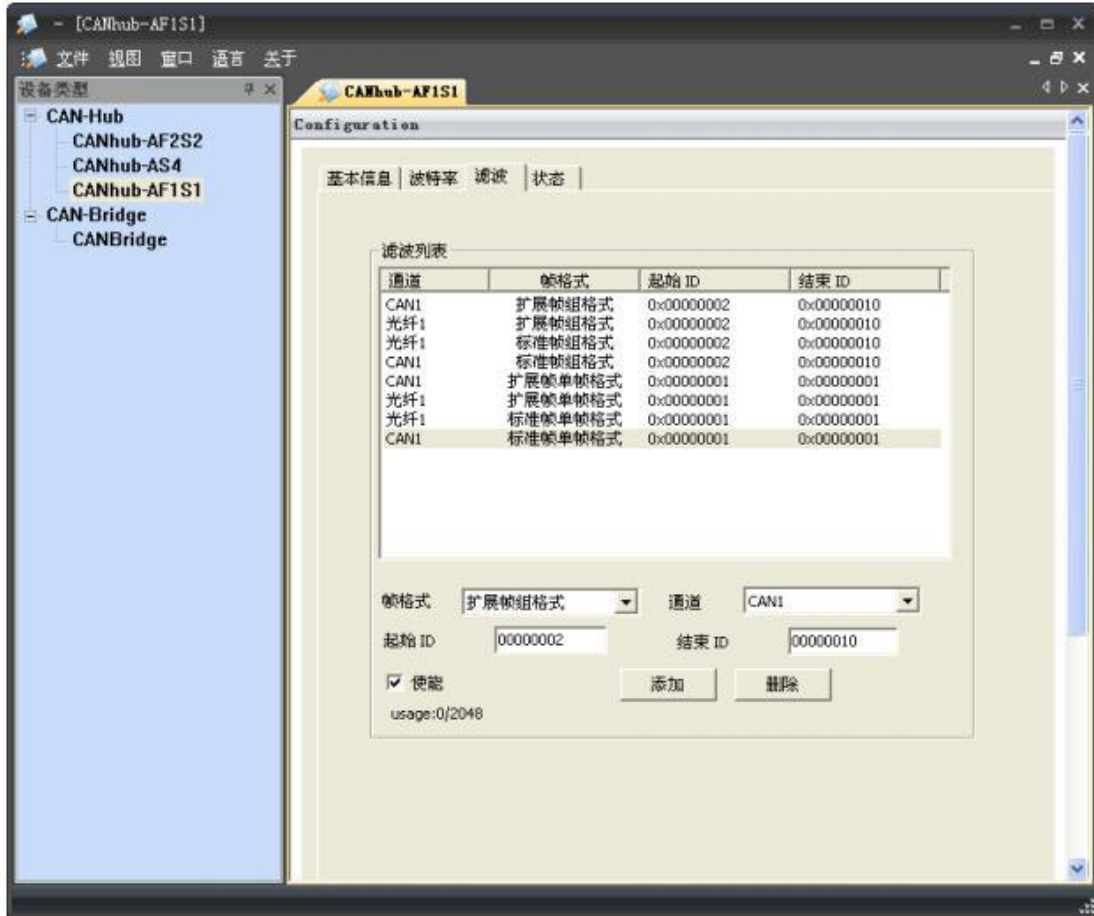 - [CANhub-AF1S1]
文件 视图 窗口 语言 关于
设备类型
CANhub-AF1S1
CAN-Hub
CANhub-AF2S2
CANhub-AS4
CANhub-AF1S1
CAN-Bridge
CANBridge
Configuration
基本信息 波特率 滤波 状态
滤波列表
通道 帧格式 起始 ID 结束 ID
CAN1 扩展帧组格式 0x00000002 0x00000010
光纤1 扩展帧组格式 0x00000002 0x00000010
光纤1 标准帧组格式 0x00000002 0x00000010
CAN1 标准帧组格式 0x00000002 0x00000010
CAN1 扩展帧单帧格式 0x00000001 0x00000001
光纤1 扩展帧单帧格式 0x00000001 0x00000001
光纤1 标准帧单帧格式 0x00000001 0x00000001
CAN1 标准帧单帧格式 0x00000001 0x00000001
帧格式 扩展帧组格式 通道 CAN1
起始 ID 00000002 结束 ID 00000010
使能 添加 删除
usage:0/2048